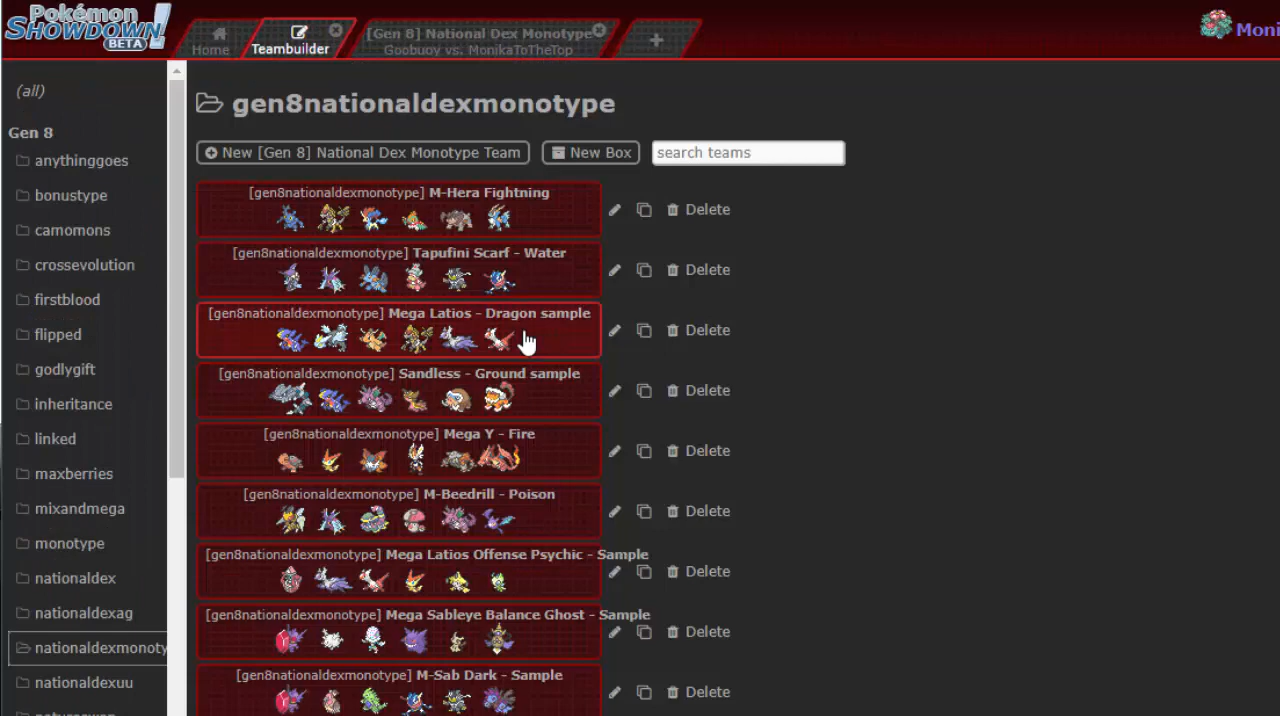 Pokémon
SHOWDOWN!
BETA
Home
Teambuilder
[Gen 8] National Dex Monotype
Goobuoy vs. MonikaToTheTop
Moni
(all)
Gen 8
anythinggoes
bonustype
camomons
crossevolution
firstblood
flipped
godlygift
inheritance
linked
maxberries
mixandmega
monotype
nationaldex
nationaldexag
nationaldexmonoty
nationaldexuu
gen8nationaldexmonotype
New [Gen 8] National Dex Monotype Team
New Box
search teams
[gen8nationaldexmonotype] M-Hera Fightning
Delete
[gen8nationaldexmonotype] Tapufini Scarf - Water
Delete
[gen8nationaldexmonotype] Mega Latios - Dragon sample
Delete
[gen8nationaldexmonotype] Sandless - Ground sample
Delete
[gen8nationaldexmonotype] Mega Y - Fire
Delete
[gen8nationaldexmonotype] M-Beedrill - Poison
Delete
[gen8nationaldexmonotype] Mega Latios Offense Psychic - Sample
Delete
[gen8nationaldexmonotype] Mega Sableye Balance Ghost - Sample
Delete
[gen8nationaldexmonotype] M-Sab Dark - Sample
Delete